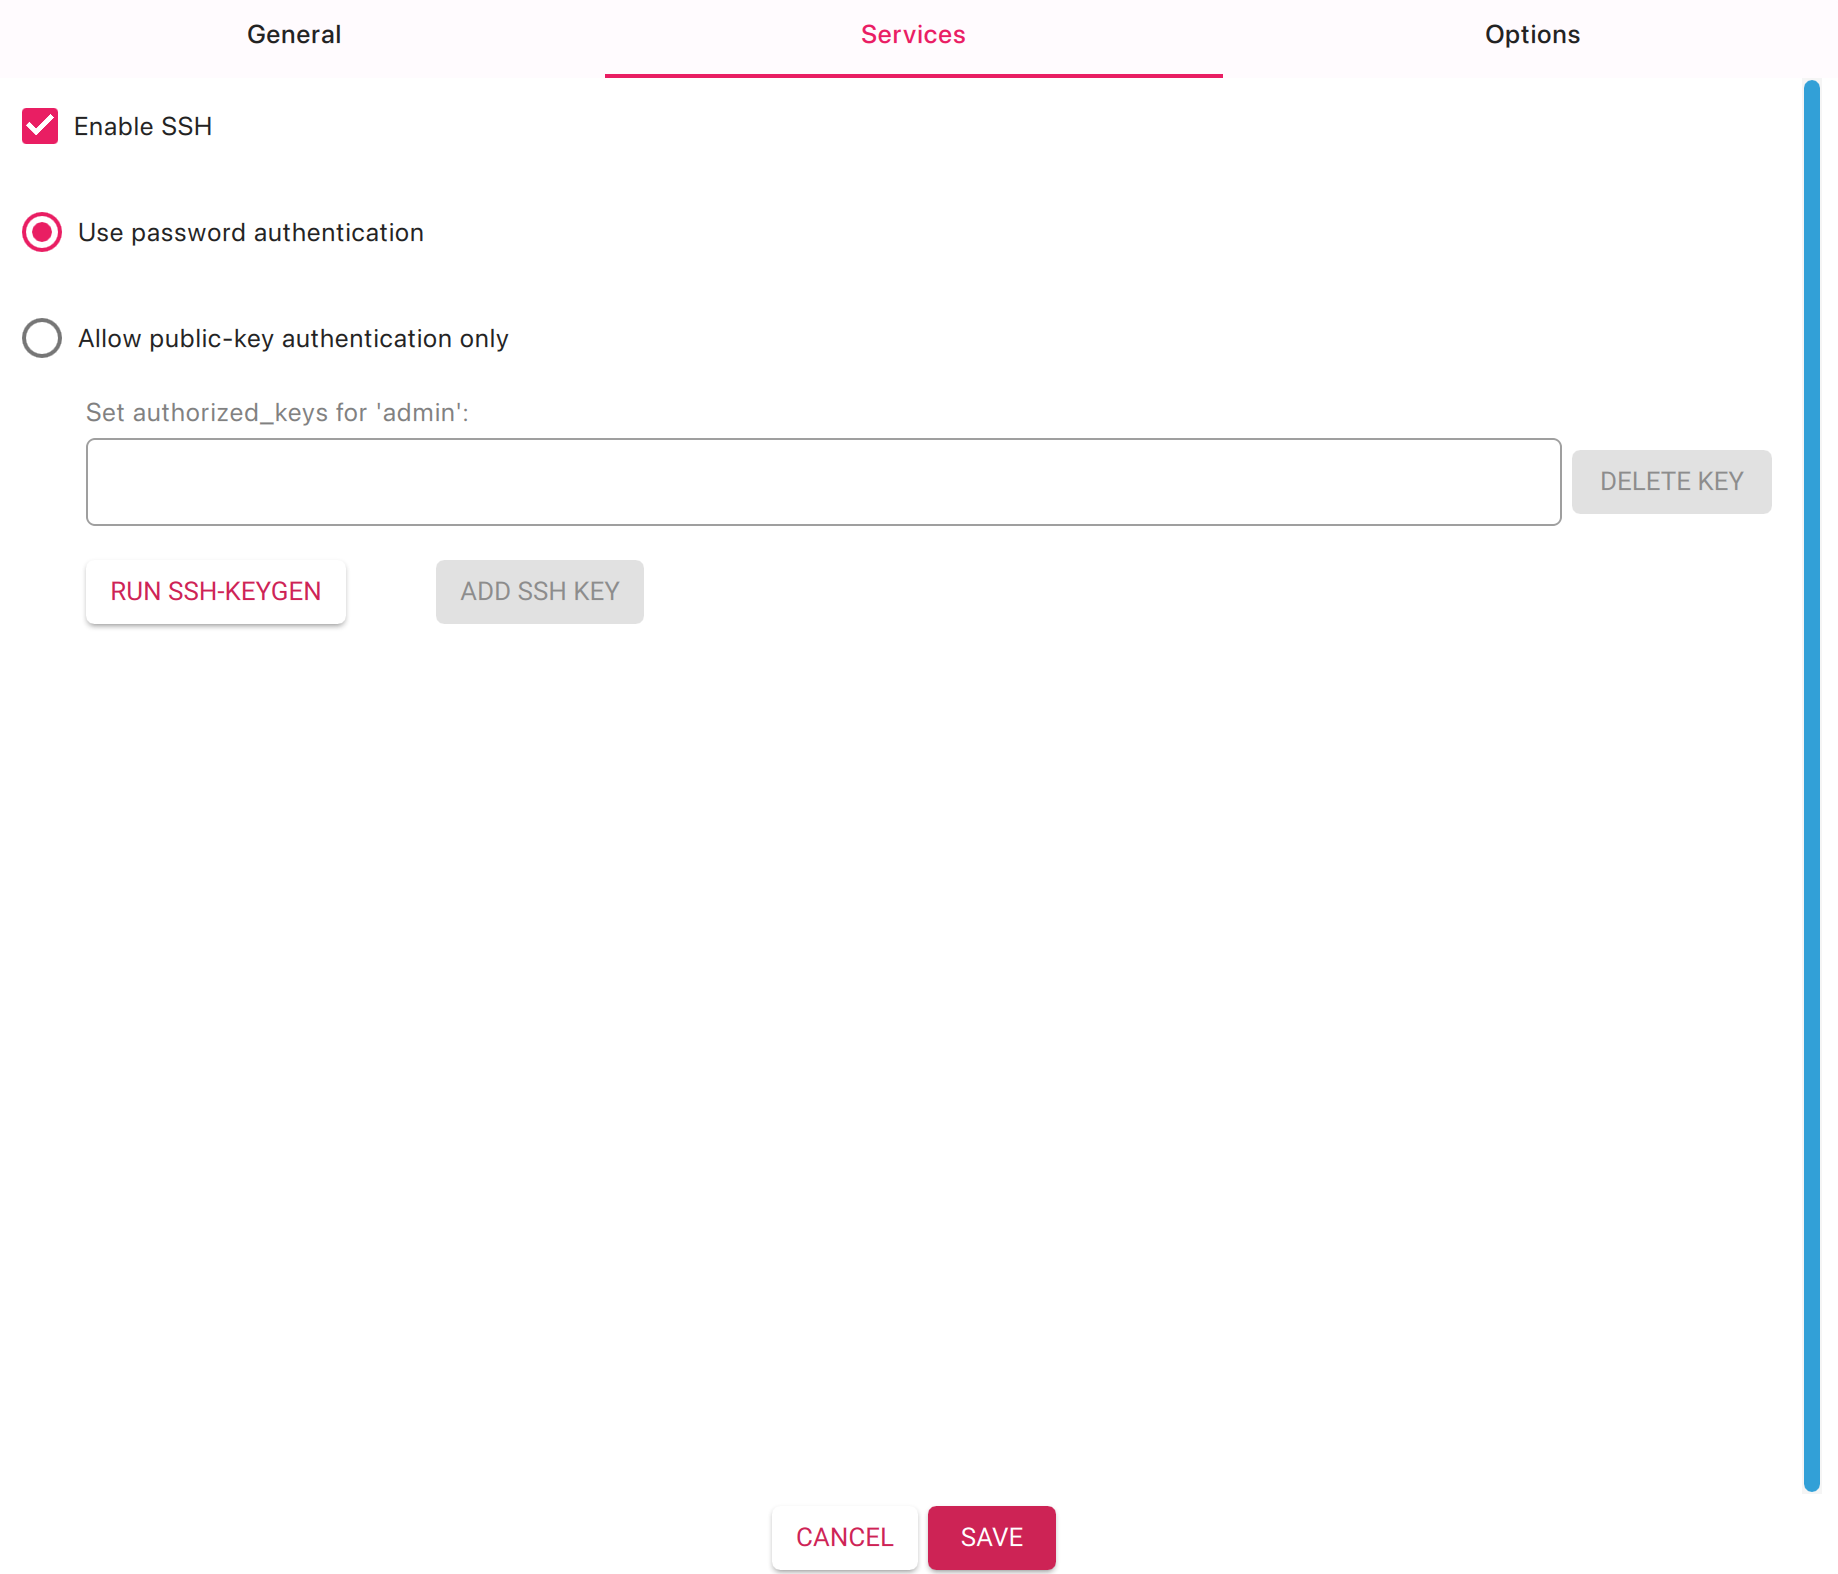 General Services Options
Enable SSH
Use password authentication
Allow public-key authentication only
Set authorized_keys for 'admin':
DELETE KEY
RUN SSH-KEYGEN ADD SSH KEY
CANCEL SAVE